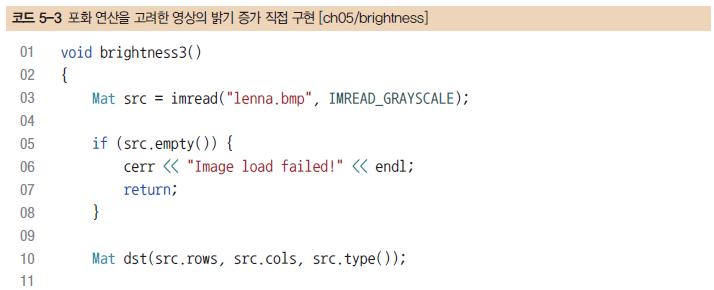 코드 5-3 포화 연산을 고려한 영상의 밝기 증가 직접 구현 [ch05/brightness]
01 void brightness3()
02 {
03     Mat src = imread("lenna.bmp", IMREAD_GRAYSCALE);
04
05     if (src.empty()) {
06         cerr << "Image load failed!" << endl;
07         return;
08     }
09
10     Mat dst(src.rows, src.cols, src.type());
11